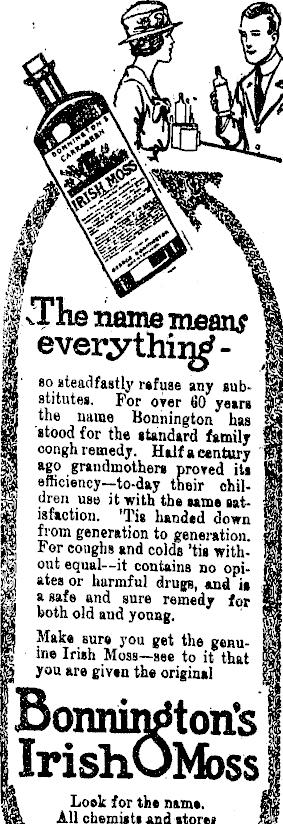 BONNINGTON'S
CARRAGEEN
IRISH MOSS
The name means
everything -
so steadfastly refuse any sub-
stitutes. For over 60 years
the name Bonnington has
stood for the standard family
cough remedy. Half a century
ago grandmothers proved its
efficiency—to-day their chil-
dren use it with the same sat-
isfaction. 'Tis handed down
from generation to generation.
For coughs and colds 'tis with-
out equal—it contains no opi-
ates or harmful drugs, and is
a safe and sure remedy for
both old and young.
Make sure you get the genu-
ine Irish Moss—see to it that
you are given the original
Bonnington's
Irish Moss
Look for the name.
All chemists and stores